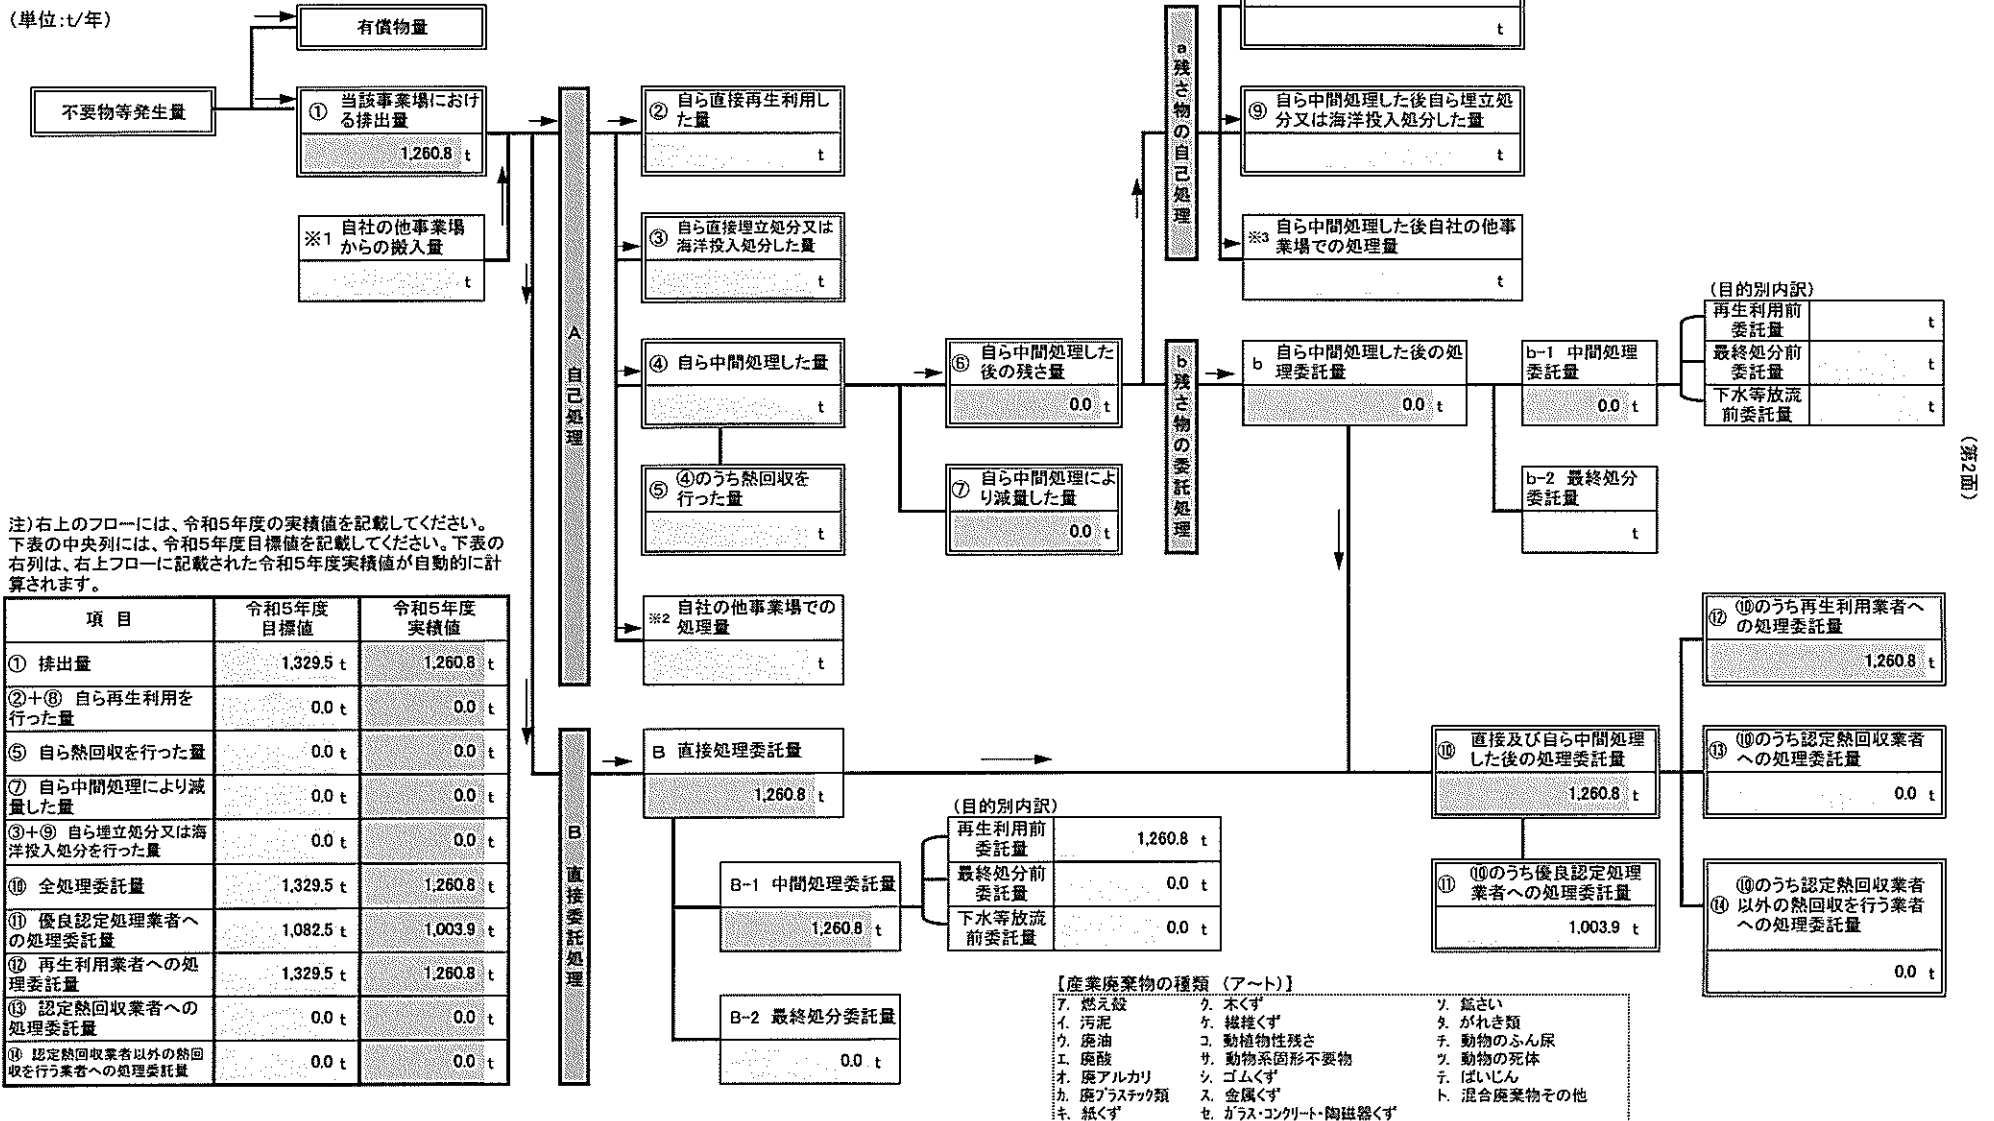 (単位:t/年)
有償物量
不要物等発生量
① 当該事業場におけ
る排出量
1,260.8 t
※1 自社の他事業場
からの搬入量
t
A 自己処理
② 自ら直接再生利用し
た量
t
③ 自ら直接埋立処分又は
海洋投入処分した量
t
④ 自ら中間処理した量
t
⑤ ④のうち熱回収を
行った量
t
※2 自社の他事業場での
処理量
t
⑥ 自ら中間処理した
後の残さ量
0.0 t
⑦ 自ら中間処理によ
り減量した量
0.0 t
a 残さ物の自己処理
t
⑨ 自ら中間処理した後自ら埋立処
分又は海洋投入処分した量
t
※3 自ら中間処理した後自社の他事
業場での処理量
t
b 残さ物の委託処理
b 自ら中間処理した後の処
理委託量
0.0 t
b-1 中間処理
委託量
0.0 t
b-2 最終処分
委託量
t
(目的別内訳)
再生利用前
委託量
t
最終処分前
委託量
t
下水等放流
前委託量
t
(第2面)
注)右上のフローには、令和5年度の実績値を記載してください。
下表の中央列には、令和5年度目標値を記載してください。下表の
右列は、右上フローに記載された令和5年度実績値が自動的に計
算されます。
項 目 令和5年度 目標値 令和5年度 実績値
① 排出量 1,329.5 t 1,260.8 t
②+⑧ 自ら再生利用を
行った量 0.0 t 0.0 t
⑤ 自ら熱回収を行った量 0.0 t 0.0 t
⑦ 自ら中間処理により減
量した量 0.0 t 0.0 t
③+⑨ 自ら埋立処分又は海
洋投入処分を行った量 0.0 t 0.0 t
⑩ 全処理委託量 1,329.5 t 1,260.8 t
⑪ 優良認定処理業者へ
の処理委託量 1,082.5 t 1,003.9 t
⑫ 再生利用業者への処
理委託量 1,329.5 t 1,260.8 t
⑬ 認定熱回収業者への
処理委託量 0.0 t 0.0 t
⑭ 認定熱回収業者以外の熱回
収を行う業者への処理委託量 0.0 t 0.0 t
B 直接委託処理
B 直接処理委託量
1,260.8 t
B-1 中間処理委託量
1,260.8 t
B-2 最終処分委託量
0.0 t
(目的別内訳)
再生利用前
委託量
1,260.8 t
最終処分前
委託量
0.0 t
下水等放流
前委託量
0.0 t
⑩ 直接及び自ら中間処理
した後の処理委託量
1,260.8 t
⑪ ⑩のうち優良認定処理
業者への処理委託量
1,003.9 t
⑫ ⑩のうち再生利用業者へ
の処理委託量
1,260.8 t
⑬ ⑩のうち認定熱回収業者
への処理委託量
0.0 t
⑭ ⑩のうち認定熱回収業者
以外の熱回収を行う業者
への処理委託量
0.0 t
【産業廃棄物の種類 (ア〜ト)】
ア. 燃え殻 ク. 木くず ソ. 鉱さい
イ. 汚泥 ケ. 繊維くず タ. がれき類
ウ. 廃油 コ. 動植物性残さ チ. 動物のふん尿
エ. 廃酸 サ. 動物系固形不要物 ツ. 動物の死体
オ. 廃アルカリ シ. ゴムくず テ. ばいじん
カ. 廃プラスチック類 ス. 金属くず ト. 混合廃棄物その他
キ. 紙くず セ. ガラス・コンクリート・陶磁器くず